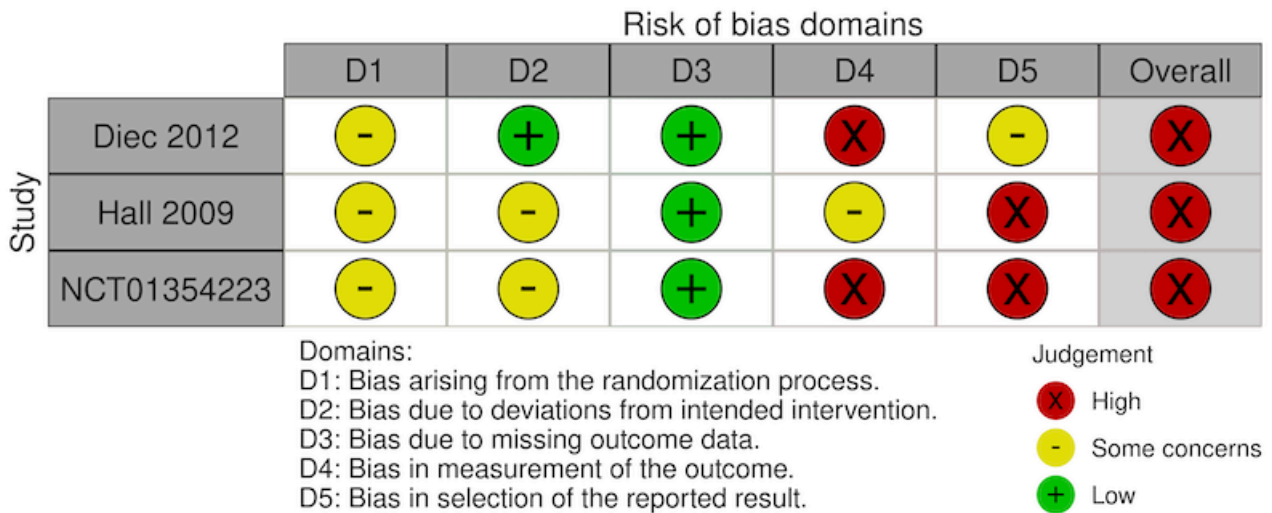 Risk of bias domains
D1 D2 D3 D4 D5 Overall
Study
Diec 2012 - + + X - X
Hall 2009 - - + - X X
NCT01354223 - - + X X X
Domains:
D1: Bias arising from the randomization process.
D2: Bias due to deviations from intended intervention.
D3: Bias due to missing outcome data.
D4: Bias in measurement of the outcome.
D5: Bias in selection of the reported result.
Judgement
X High
- Some concerns
+ Low